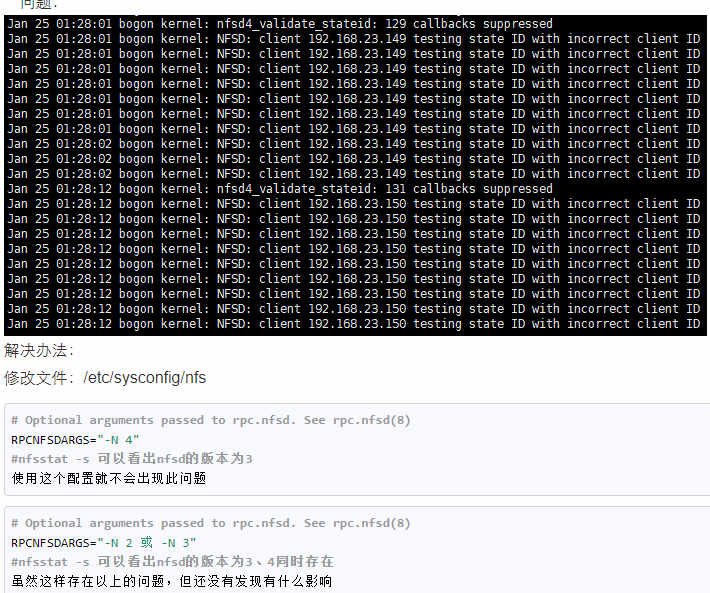 问题：
Jan 25 01:28:01 bogon kernel: nfsd4_validate_stateid: 129 callbacks suppressed
Jan 25 01:28:01 bogon kernel: NFSD: client 192.168.23.149 testing state ID with incorrect client ID
Jan 25 01:28:01 bogon kernel: NFSD: client 192.168.23.149 testing state ID with incorrect client ID
Jan 25 01:28:01 bogon kernel: NFSD: client 192.168.23.149 testing state ID with incorrect client ID
Jan 25 01:28:01 bogon kernel: NFSD: client 192.168.23.149 testing state ID with incorrect client ID
Jan 25 01:28:01 bogon kernel: NFSD: client 192.168.23.149 testing state ID with incorrect client ID
Jan 25 01:28:01 bogon kernel: NFSD: client 192.168.23.149 testing state ID with incorrect client ID
Jan 25 01:28:01 bogon kernel: NFSD: client 192.168.23.149 testing state ID with incorrect client ID
Jan 25 01:28:02 bogon kernel: NFSD: client 192.168.23.149 testing state ID with incorrect client ID
Jan 25 01:28:02 bogon kernel: NFSD: client 192.168.23.149 testing state ID with incorrect client ID
Jan 25 01:28:02 bogon kernel: NFSD: client 192.168.23.149 testing state ID with incorrect client ID
Jan 25 01:28:12 bogon kernel: nfsd4_validate_stateid: 131 callbacks suppressed
Jan 25 01:28:12 bogon kernel: NFSD: client 192.168.23.150 testing state ID with incorrect client ID
Jan 25 01:28:12 bogon kernel: NFSD: client 192.168.23.150 testing state ID with incorrect client ID
Jan 25 01:28:12 bogon kernel: NFSD: client 192.168.23.150 testing state ID with incorrect client ID
Jan 25 01:28:12 bogon kernel: NFSD: client 192.168.23.150 testing state ID with incorrect client ID
Jan 25 01:28:12 bogon kernel: NFSD: client 192.168.23.150 testing state ID with incorrect client ID
Jan 25 01:28:12 bogon kernel: NFSD: client 192.168.23.150 testing state ID with incorrect client ID
Jan 25 01:28:12 bogon kernel: NFSD: client 192.168.23.150 testing state ID with incorrect client ID
Jan 25 01:28:12 bogon kernel: NFSD: client 192.168.23.150 testing state ID with incorrect client ID
Jan 25 01:28:12 bogon kernel: NFSD: client 192.168.23.150 testing state ID with incorrect client ID
解决办法：
修改文件：/etc/sysconfig/nfs
# Optional arguments passed to rpc.nfsd. See rpc.nfsd(8)
RPCNFSDARGS="-N 4"
#nfsstat -s 可以看出nfsd的版本为3
使用这个配置就不会出现此问题
# Optional arguments passed to rpc.nfsd. See rpc.nfsd(8)
RPCNFSDARGS="-N 2 或 -N 3"
#nfsstat -s 可以看出nfsd的版本为3、4同时存在
虽然这样存在以上的问题，但还没有发现有什么影响